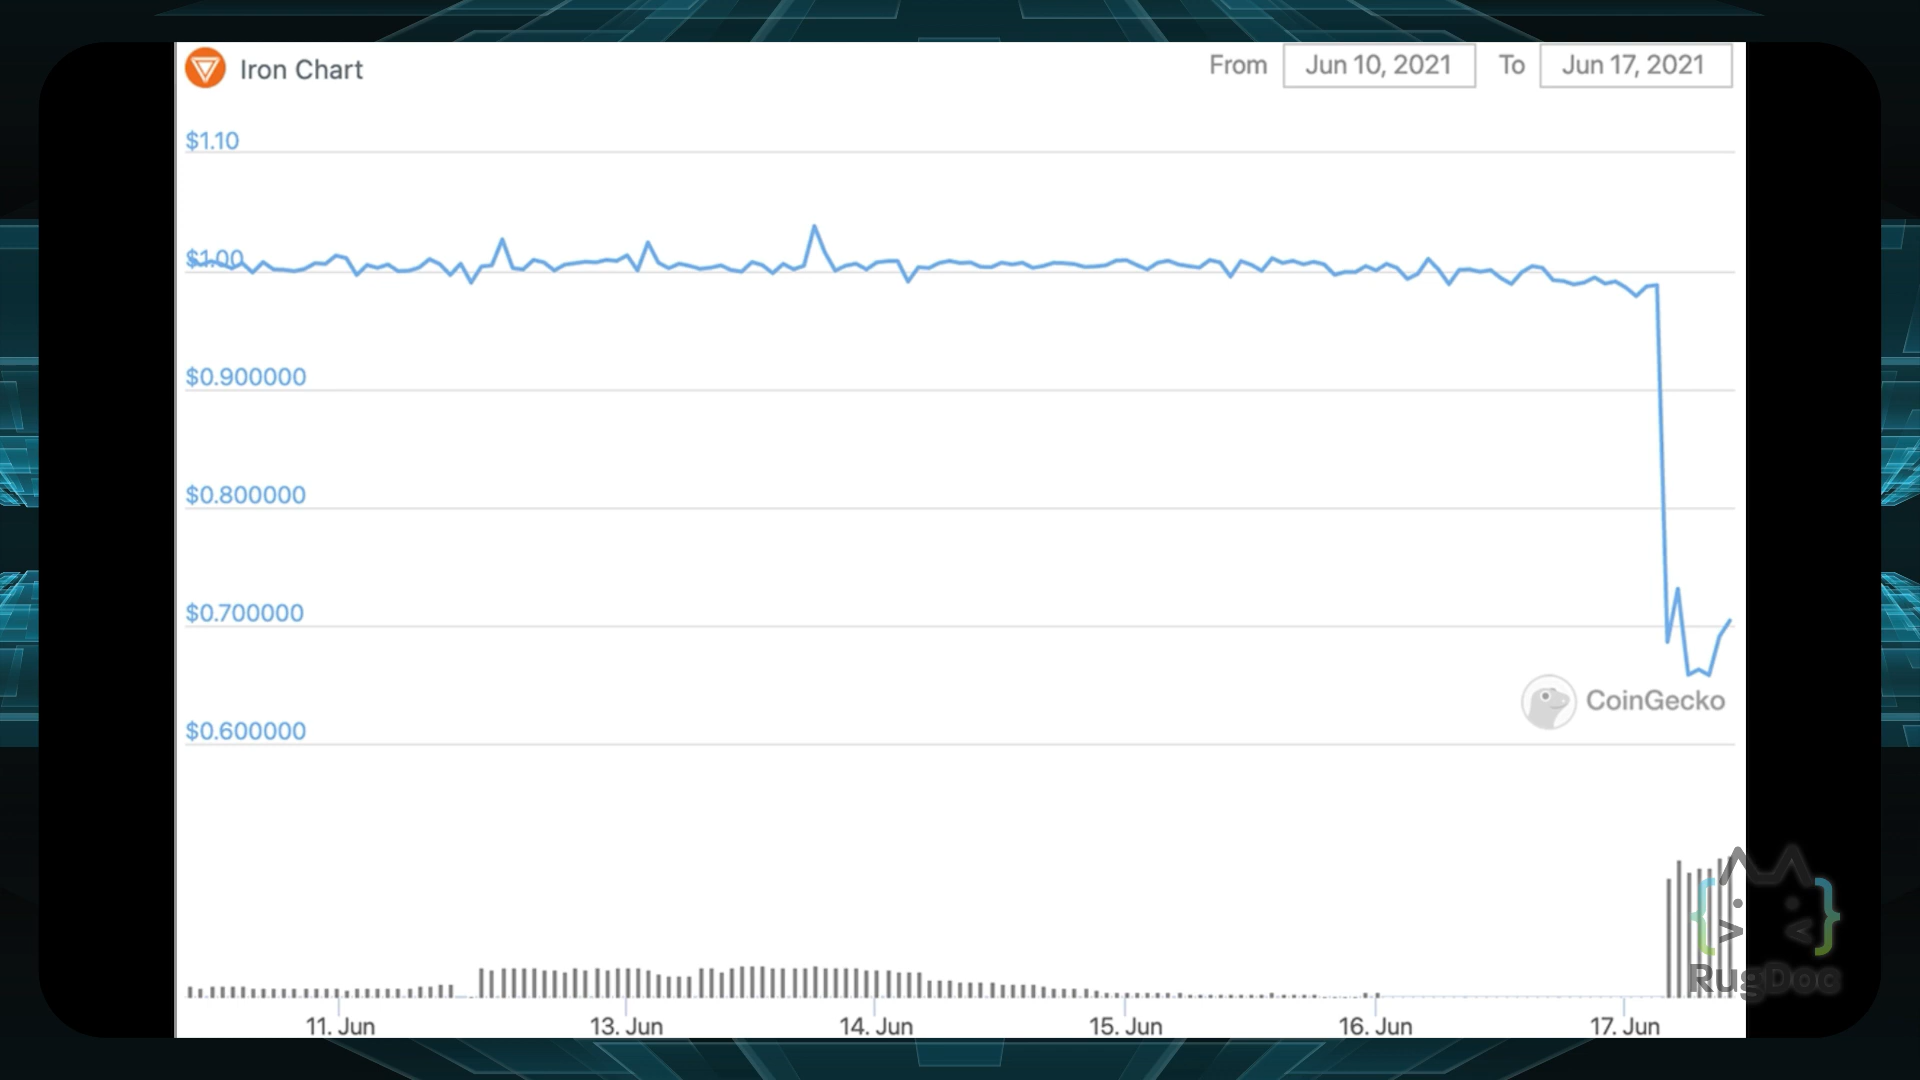 Iron Chart
From Jun 10, 2021 To Jun 17, 2021
$1.10
$1.00
$0.900000
$0.800000
$0.700000
CoinGecko
$0.600000
{ > < }
RugDoc
11. Jun 13. Jun 14. Jun 15. Jun 16. Jun 17. Jun